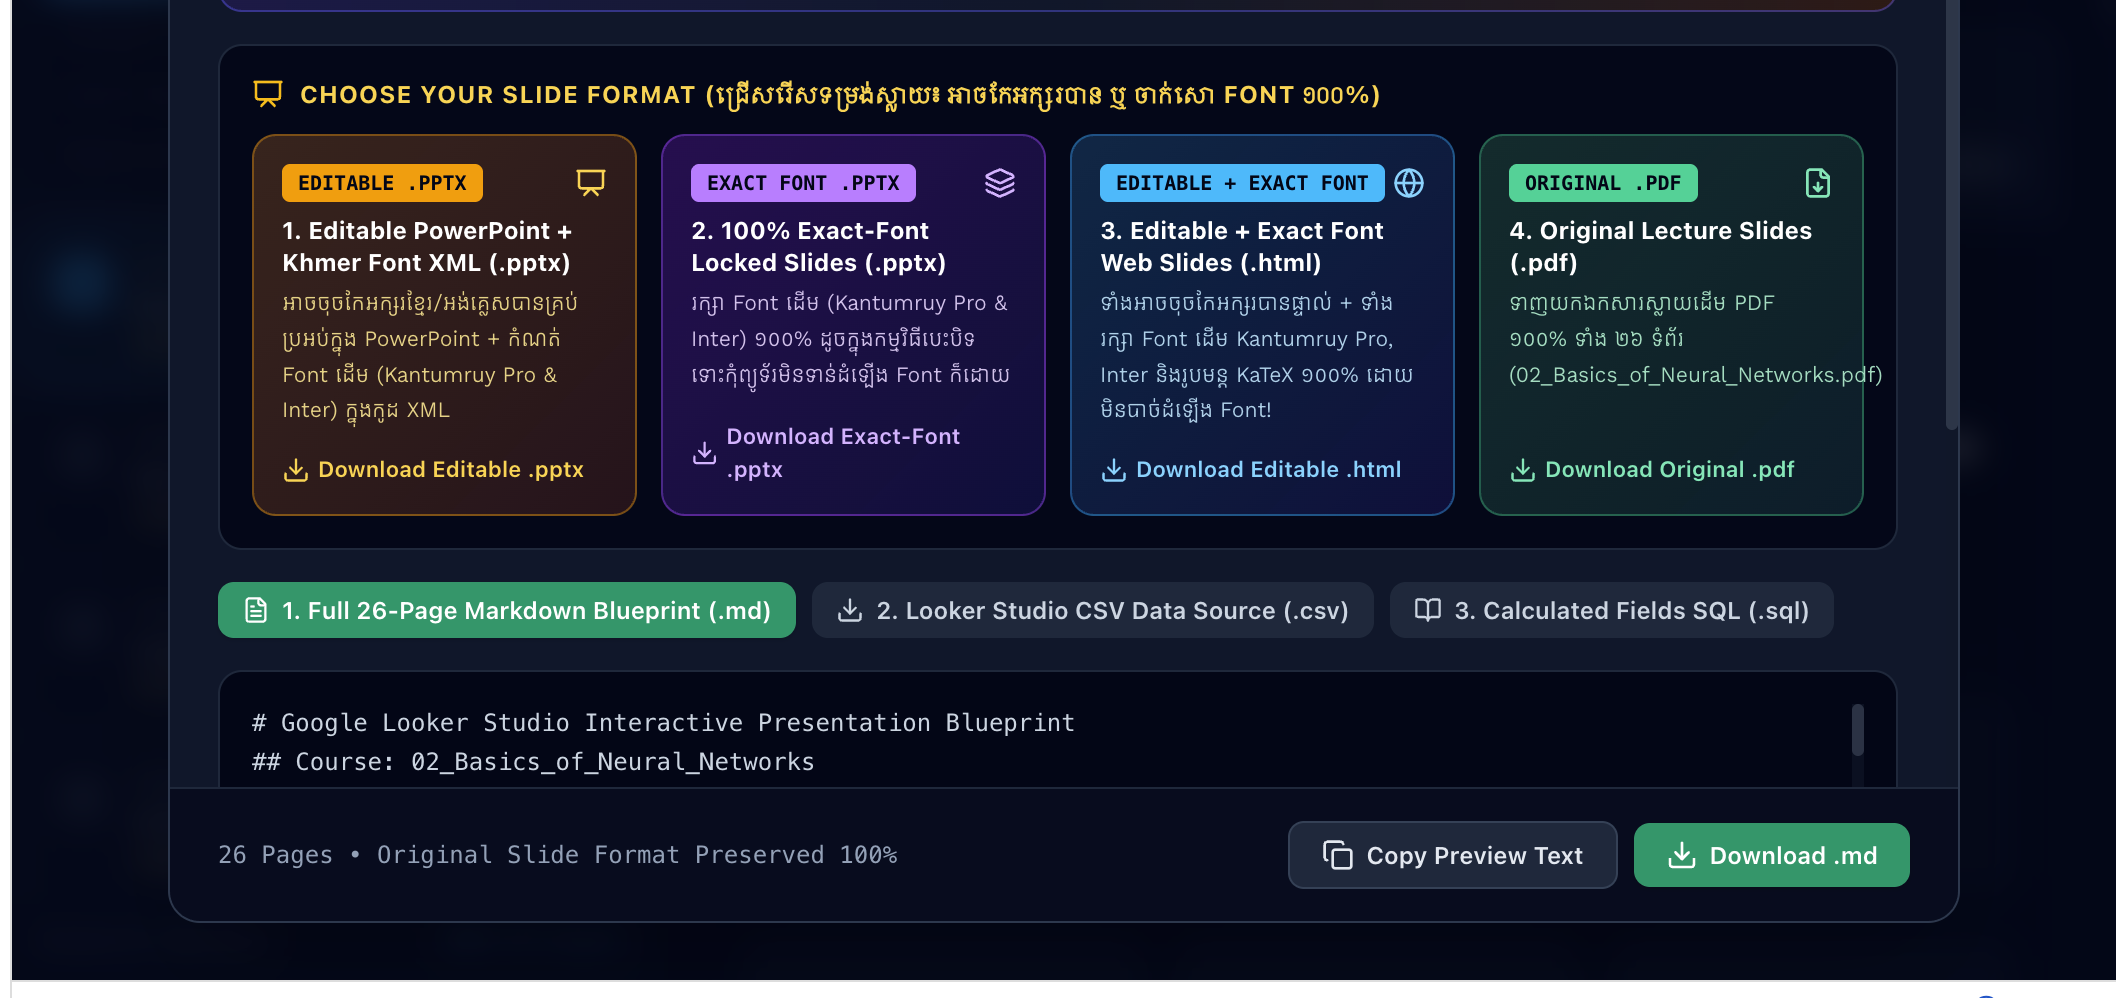 CHOOSE YOUR SLIDE FORMAT (ជ្រើសរើសទម្រង់ស្លាយ៖ អាចកែអក្សរបាន ឬ ចាក់សោ FONT ១០០%)
EDITABLE .PPTX
1. Editable PowerPoint +
Khmer Font XML (.pptx)
អាចចុចកែអក្សរខ្មែរ/អង់គ្លេសបានគ្រប់
ប្រអប់ក្នុង PowerPoint + កំណត់
Font ដើម (Kantumruy Pro &
Inter) ក្នុងកូដ XML
Download Editable .pptx
EXACT FONT .PPTX
2. 100% Exact-Font
Locked Slides (.pptx)
រក្សា Font ដើម (Kantumruy Pro &
Inter) ១០០% ដូចក្នុងកម្មវិធីបេះបិទ
ទោះកុំព្យូទ័រមិនទាន់ដំឡើង Font ក៏ដោយ
Download Exact-Font
.pptx
EDITABLE + EXACT FONT
3. Editable + Exact Font
Web Slides (.html)
ទាំងអាចចុចកែអក្សរបានផ្ទាល់ + ទាំង
រក្សា Font ដើម Kantumruy Pro,
Inter និងរូបមន្ត KaTeX ១០០% ដោយ
មិនបាច់ដំឡើង Font!
Download Editable .html
ORIGINAL .PDF
4. Original Lecture Slides
(.pdf)
ទាញយកឯកសារស្លាយដើម PDF
១០០% ទាំង ២៦ ទំព័រ
(02_Basics_of_Neural_Networks.pdf)
Download Original .pdf
1. Full 26-Page Markdown Blueprint (.md)
2. Looker Studio CSV Data Source (.csv)
3. Calculated Fields SQL (.sql)
# Google Looker Studio Interactive Presentation Blueprint
## Course: 02_Basics_of_Neural_Networks
26 Pages • Original Slide Format Preserved 100%
Copy Preview Text
Download .md